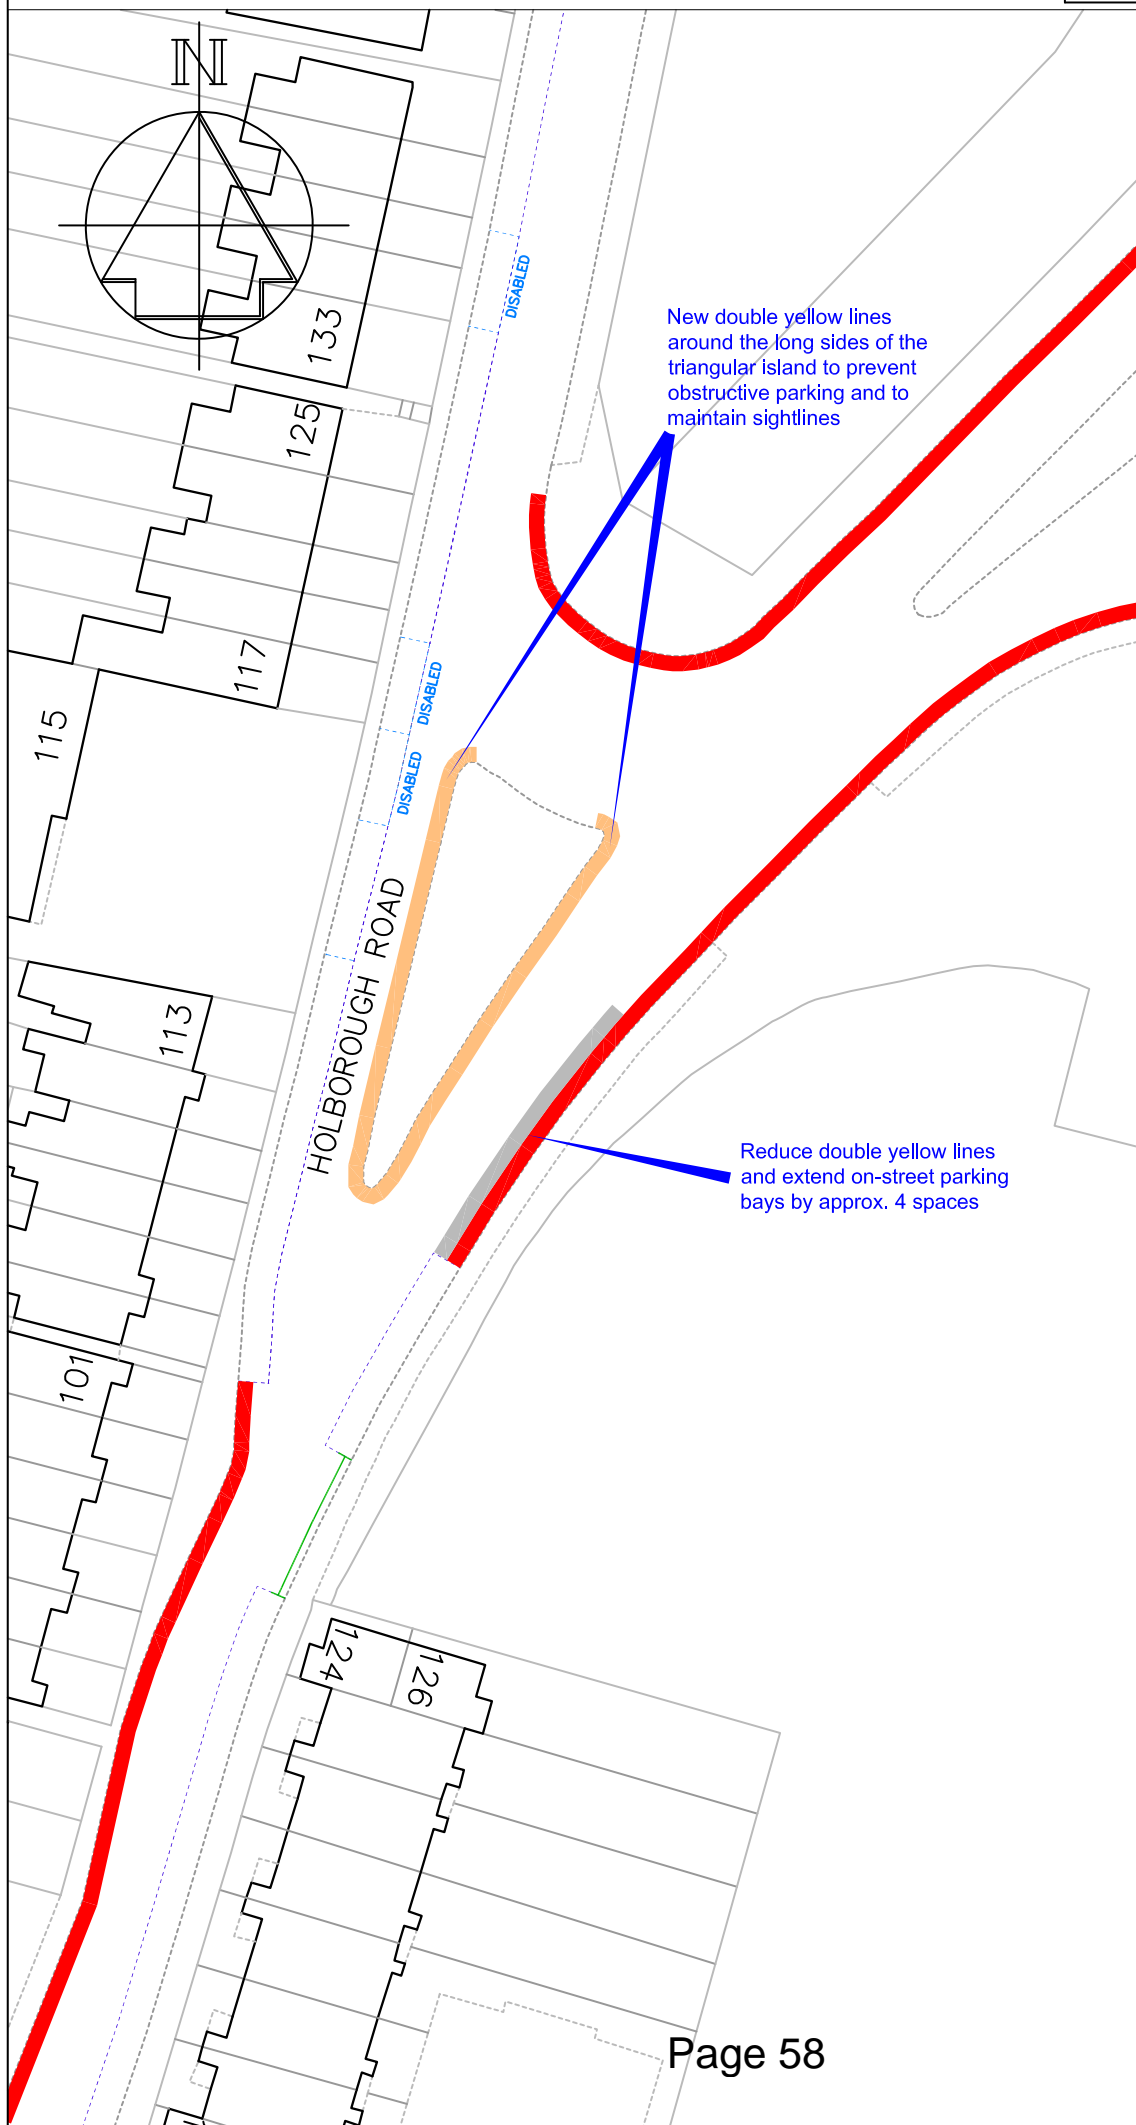 N
DISABLED
133
New double yellow lines
around the long sides of the
triangular island to prevent
obstructive parking and to
maintain sightlines
125
117
DISABLED
115
DISABLED
HOLBOROUGH ROAD
113
Reduce double yellow lines
and extend on-street parking
bays by approx. 4 spaces
101
124
126
Page 58